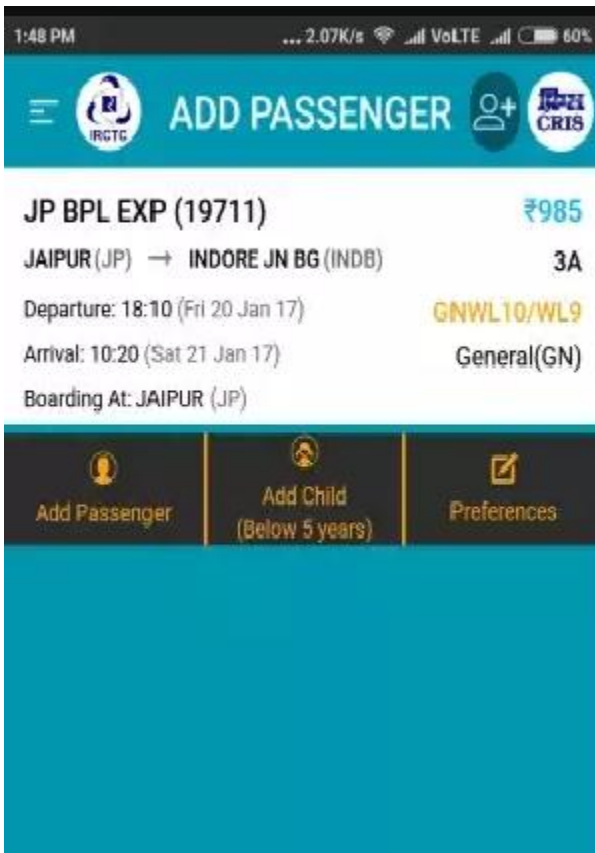 1:48 PM ... 2.07K/s VoLTE 60%
IRCTC ADD PASSENGER CRIS
JP BPL EXP (19711) ₹985
JAIPUR (JP) → INDORE JN BG (INDB) 3A
Departure: 18:10 (Fri 20 Jan 17) GNWL10/WL9
Arrival: 10:20 (Sat 21 Jan 17) General(GN)
Boarding At: JAIPUR (JP)
Add Passenger
Add Child
(Below 5 years)
Preferences